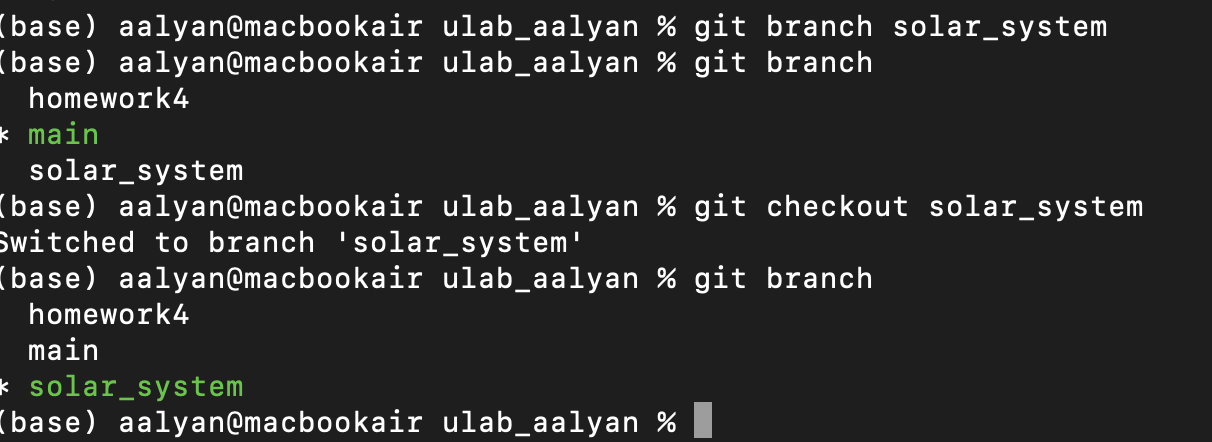 (base) aalyan@macbookair ulab_aalyan % git branch solar_system
(base) aalyan@macbookair ulab_aalyan % git branch
  homework4
* main
  solar_system
(base) aalyan@macbookair ulab_aalyan % git checkout solar_system
Switched to branch 'solar_system'
(base) aalyan@macbookair ulab_aalyan % git branch
  homework4
  main
* solar_system
(base) aalyan@macbookair ulab_aalyan %